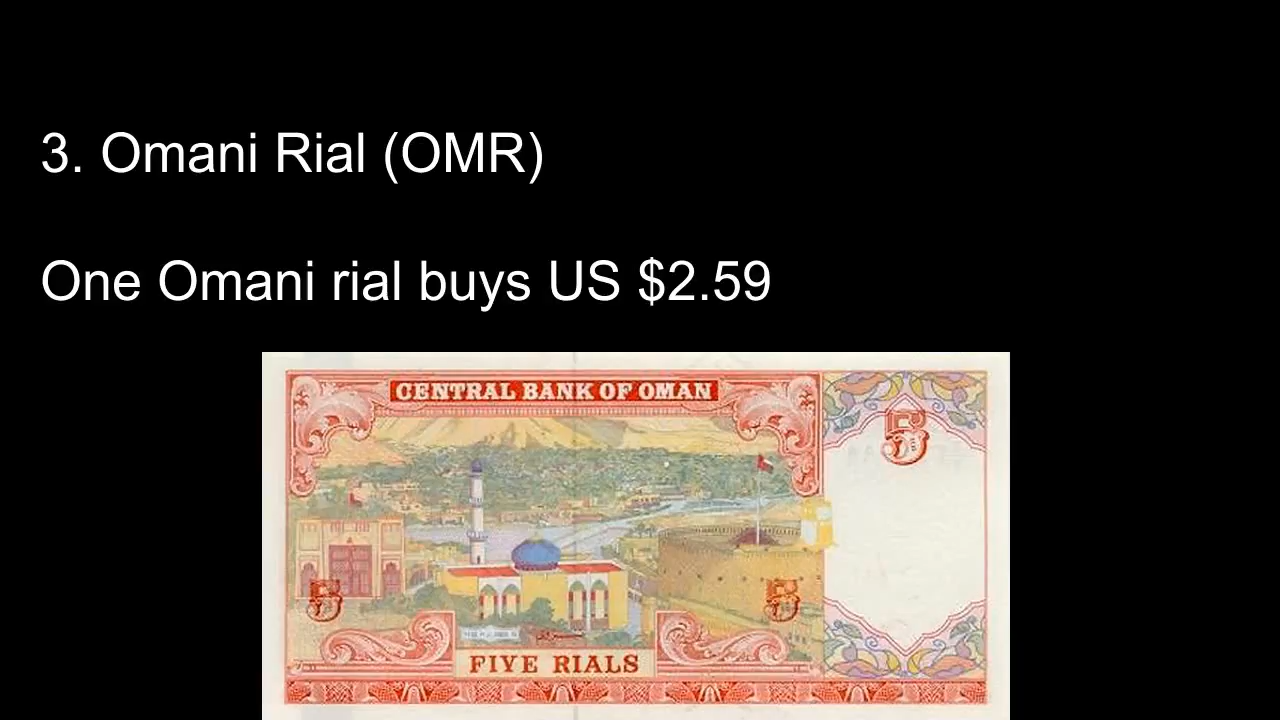 3. Omani Rial (OMR)
One Omani rial buys US $2.59
CENTRAL BANK OF OMAN
5
5
5
FIVE RIALS